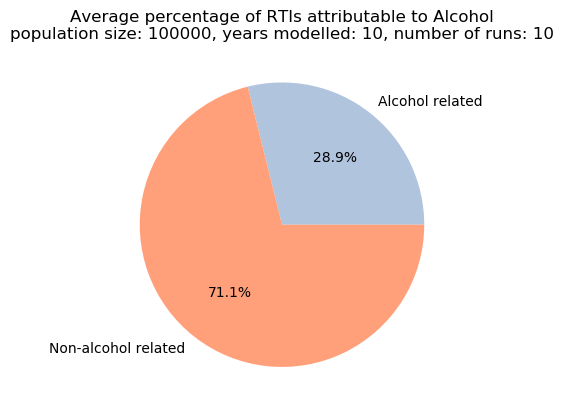 Average percentage of RTIs attributable to Alcohol
population size: 100000, years modelled: 10, number of runs: 10
Alcohol related
28.9%
71.1%
Non-alcohol related